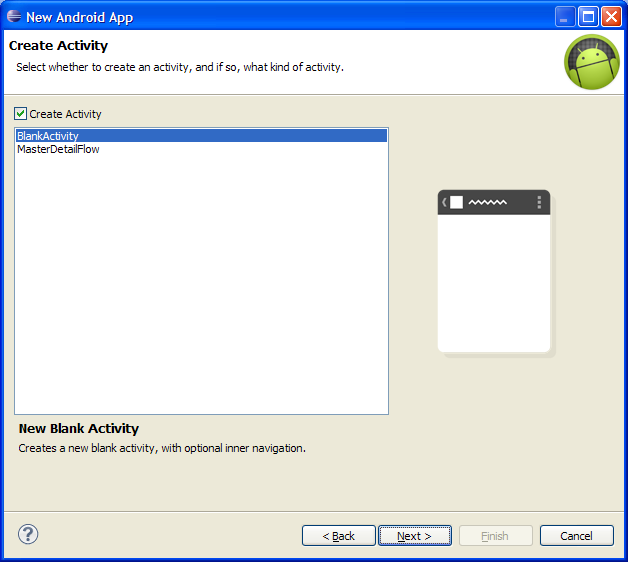 New Android App
Create Activity
Select whether to create an activity, and if so, what kind of activity.
Create Activity
BlankActivity
MasterDetailFlow
New Blank Activity
Creates a new blank activity, with optional inner navigation.
?
< Back
Next >
Finish
Cancel